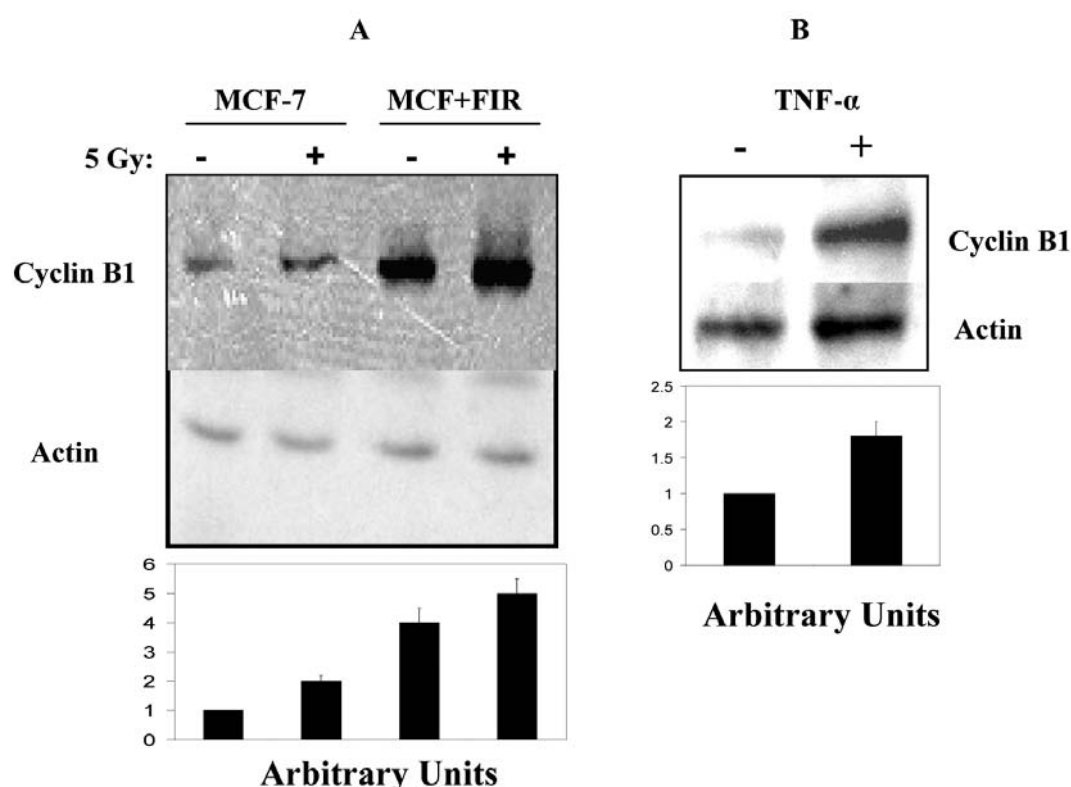 A
MCF-7 MCF+FIR
5 Gy: - + - +
Cyclin B1
Actin
6
5
4
3
2
1
0
Arbitrary Units
B
TNF-α
- +
Cyclin B1
Actin
2.5
2
1.5
1
0.5
0
Arbitrary Units